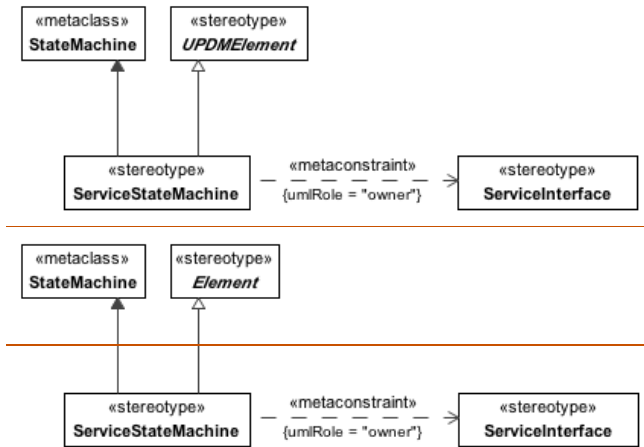 «metaclass»
StateMachine
«stereotype»
UPDMElement
«stereotype»
ServiceStateMachine
«metaconstraint»
{umlRole = "owner"}
«stereotype»
ServiceInterface
«metaclass»
StateMachine
«stereotype»
Element
«stereotype»
ServiceStateMachine
«metaconstraint»
{umlRole = "owner"}
«stereotype»
ServiceInterface